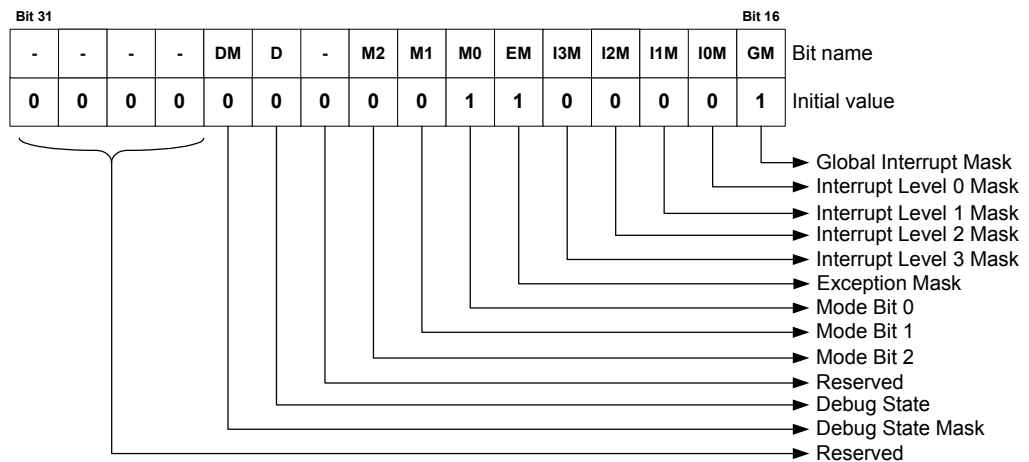 Bit 31 Bit 16
- - - - DM D - M2 M1 M0 EM I3M I2M I1M I0M GM Bit name
0 0 0 0 0 0 0 0 0 1 1 0 0 0 0 1 Initial value
Global Interrupt Mask
Interrupt Level 0 Mask
Interrupt Level 1 Mask
Interrupt Level 2 Mask
Interrupt Level 3 Mask
Exception Mask
Mode Bit 0
Mode Bit 1
Mode Bit 2
Reserved
Debug State
Debug State Mask
Reserved